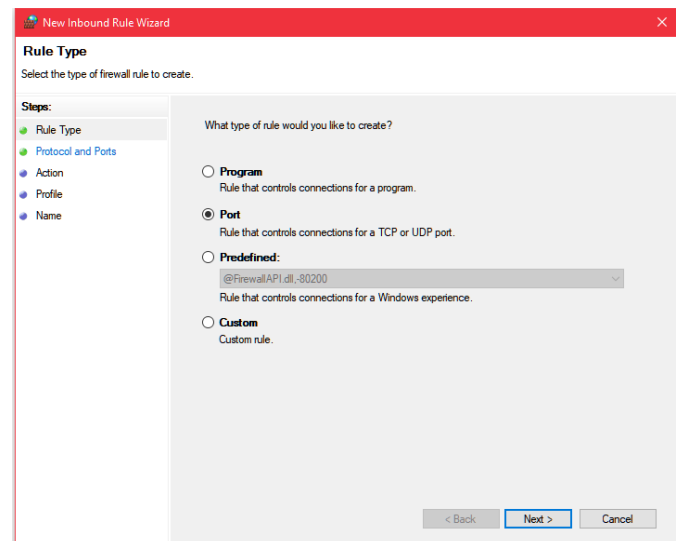 New Inbound Rule Wizard
Rule Type
Select the type of firewall rule to create.
Steps:
Rule Type
Protocol and Ports
Action
Profile
Name
What type of rule would you like to create?
Program
Rule that controls connections for a program.
Port
Rule that controls connections for a TCP or UDP port.
Predefined:
@FirewallAPI.dll,-80200
Rule that controls connections for a Windows experience.
Custom
Custom rule.
< Back
Next >
Cancel